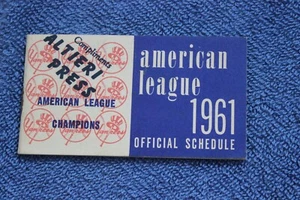 Compliments
ALTIERI
PRESS
AMERICAN LEAGUE
CHAMPIONS
american
league
1961
OFFICIAL SCHEDULE